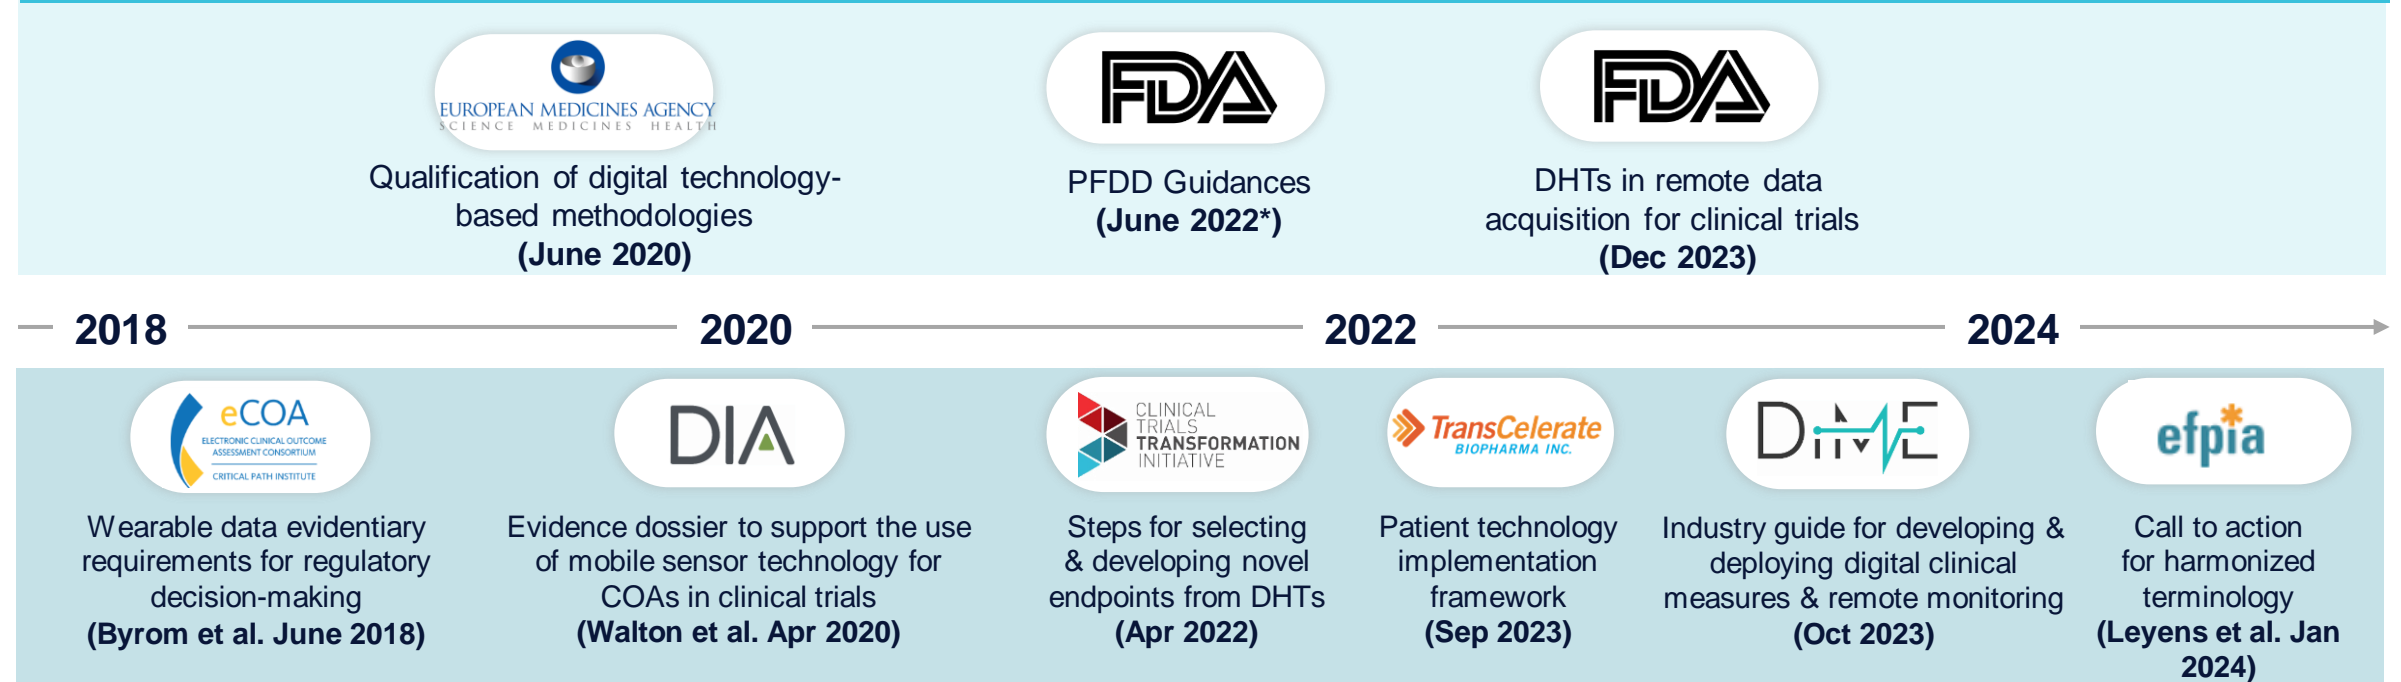 EUROPEAN MEDICINES AGENCY
SCIENCE MEDICINES HEALTH
Qualification of digital technology-
based methodologies
(June 2020)
FDA
PFDD Guidances
(June 2022*)
FDA
DHTs in remote data
acquisition for clinical trials
(Dec 2023)
2018
2020
2022
2024
eCOA
ELECTRONIC CLINICAL OUTCOME
ASSESSMENT CONSORTIUM
CRITICAL PATH INSTITUTE
Wearable data evidentiary
requirements for regulatory
decision-making
(Byrom et al. June 2018)
DIA
Evidence dossier to support the use
of mobile sensor technology for
COAs in clinical trials
(Walton et al. Apr 2020)
CLINICAL
TRIALS
TRANSFORMATION
INITIATIVE
Steps for selecting
& developing novel
endpoints from DHTs
(Apr 2022)
TransCelerate
BIOPHARMA INC.
Patient technology
implementation
framework
(Sep 2023)
DiME
Industry guide for developing &
deploying digital clinical
measures & remote monitoring
(Oct 2023)
efpia
Call to action
for harmonized
terminology
(Leyens et al. Jan
2024)